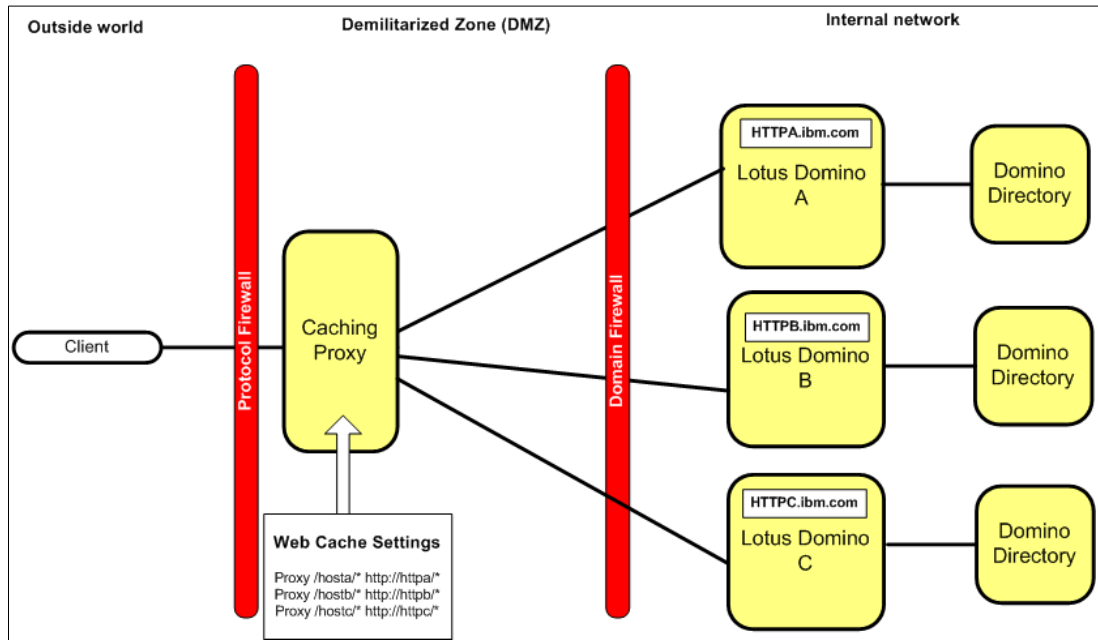 Outside world
Demilitarized Zone (DMZ)
Internal network
Client
Protocol Firewall
Caching
Proxy
Web Cache Settings
Proxy /hosta/* http://httpa/*
Proxy /hostb/* http://httpb/*
Proxy /hostc/* http://httpc/*
Domain Firewall
HTTPA.ibm.com
Lotus Domino
A
Domino
Directory
HTTPB.ibm.com
Lotus Domino
B
Domino
Directory
HTTPC.ibm.com
Lotus Domino
C
Domino
Directory